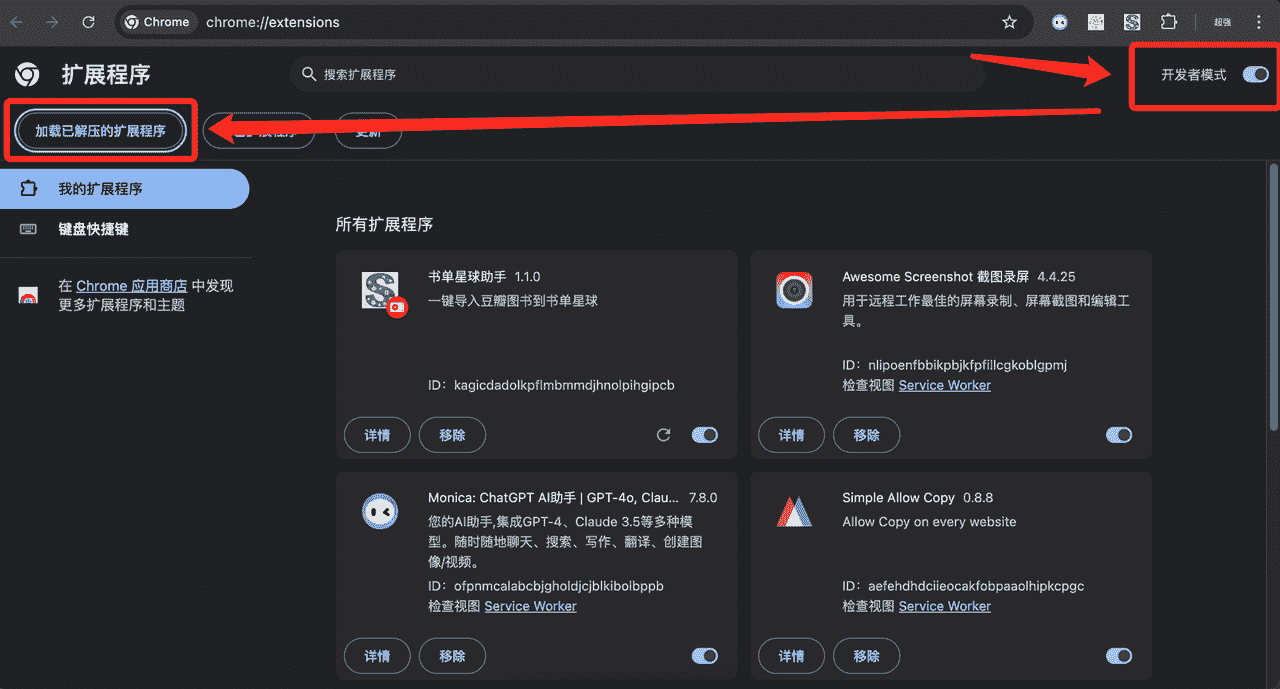 Chrome
chrome://extensions
超强
扩展程序
搜索扩展程序
开发者模式
加载已解压的扩展程序
更新
我的扩展程序
键盘快捷键
在 Chrome 应用商店 中发现
更多扩展程序和主题
所有扩展程序
书单星球助手 1.1.0
一键导入豆瓣图书到书单星球
ID：kagicdadolkpflmbmmdjhnolpihgipcb
详情
移除
Awesome Screenshot 截图录屏 4.4.25
用于远程工作最佳的屏幕录制、屏幕截图和编辑工
具。
ID：nlipoenfbbikpbjkfpfillcgkoblgpmj
检查视图 Service Worker
详情
移除
Monica: ChatGPT AI助手 | GPT-4o, Clau... 7.8.0
您的AI助手,集成GPT-4、Claude 3.5等多种模
型。随时随地聊天、搜索、写作、翻译、创建图
像/视频。
ID：ofpnmcalabcbjgholdjcjblkibolbppb
检查视图 Service Worker
详情
移除
Simple Allow Copy 0.8.8
Allow Copy on every website
ID：aefehdhdciieocakfobpaaolhipkcpgc
检查视图 Service Worker
详情
移除